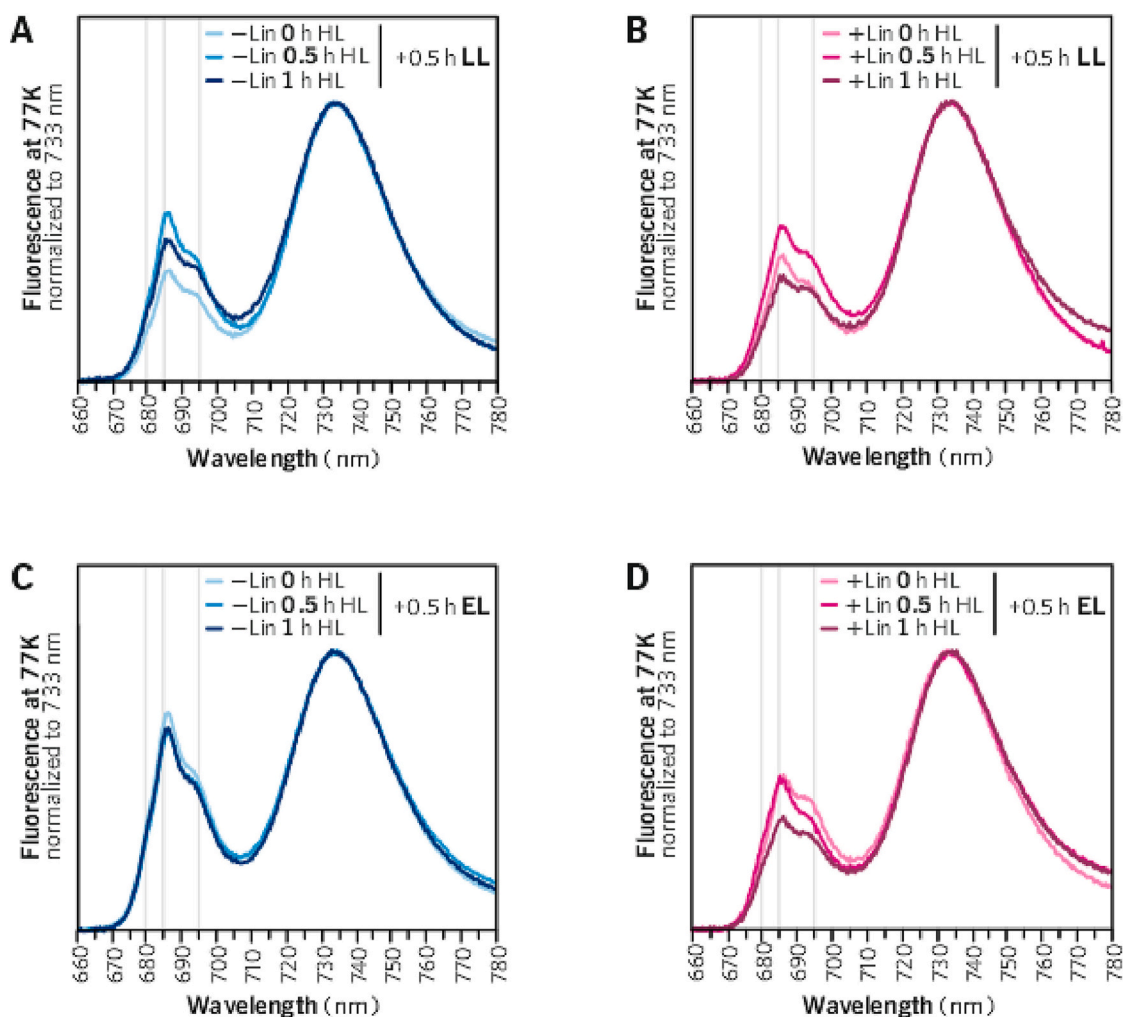 A
−Lin 0 h HL
−Lin 0.5 h HL
−Lin 1 h HL
+0.5 h LL
Fluorescence at 77K
normalized to 733 nm
660 670 680 690 700 710 720 730 740 750 760 770 780
Wavelength (nm)
B
+Lin 0 h HL
+Lin 0.5 h HL
+Lin 1 h HL
+0.5 h LL
Fluorescence at 77K
normalized to 733 nm
660 670 680 690 700 710 720 730 740 750 760 770 780
Wavelength (nm)
C
−Lin 0 h HL
−Lin 0.5 h HL
−Lin 1 h HL
+0.5 h EL
Fluorescence at 77K
normalized to 733 nm
660 670 680 690 700 710 720 730 740 750 760 770 780
Wavelength (nm)
D
+Lin 0 h HL
+Lin 0.5 h HL
+Lin 1 h HL
+0.5 h EL
Fluorescence at 77K
normalized to 733 nm
660 670 680 690 700 710 720 730 740 750 760 770 780
Wavelength (nm)